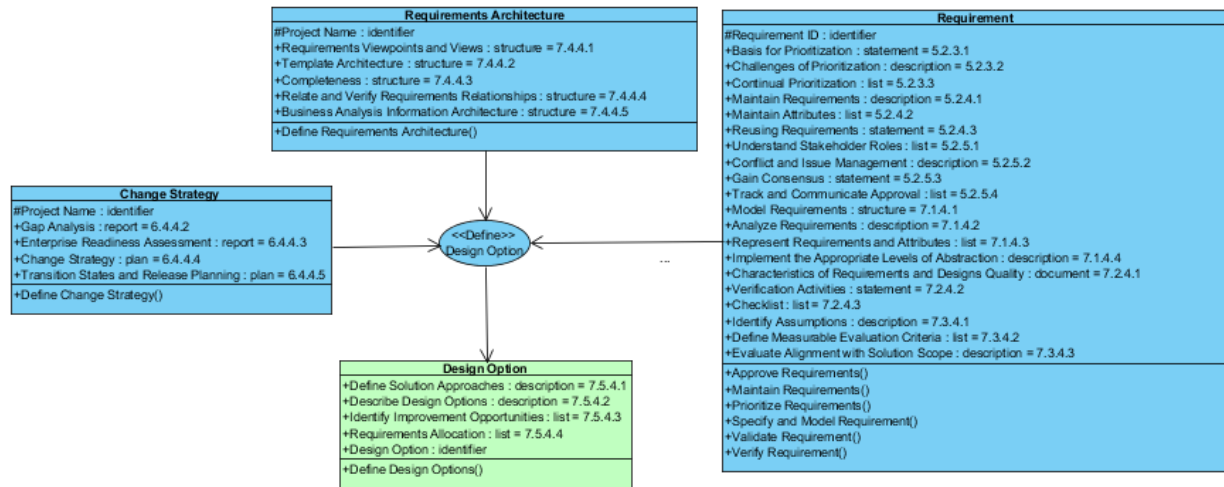 Requirements Architecture
#Project Name : identifier
+Requirements Viewpoints and Views : structure = 7.4.4.1
+Template Architecture : structure = 7.4.4.2
+Completeness : structure = 7.4.4.3
+Relate and Verify Requirements Relationships : structure = 7.4.4.4
+Business Analysis Information Architecture : structure = 7.4.4.5
+Define Requirements Architecture()
Requirement
#Requirement ID : identifier
+Basis for Prioritization : statement = 5.2.3.1
+Challenges of Prioritization : description = 5.2.3.2
+Continual Prioritization : list = 5.2.3.3
+Maintain Requirements : description = 5.2.4.1
+Maintain Attributes : list = 5.2.4.2
+Reusing Requirements : statement = 5.2.4.3
+Understand Stakeholder Roles : list = 5.2.5.1
+Conflict and Issue Management : description = 5.2.5.2
+Gain Consensus : statement = 5.2.5.3
+Track and Communicate Approval : list = 5.2.5.4
+Model Requirements : structure = 7.1.4.1
+Analyze Requirements : description = 7.1.4.2
+Represent Requirements and Attributes : list = 7.1.4.3
+Implement the Appropriate Levels of Abstraction : description = 7.1.4.4
+Characteristics of Requirements and Designs Quality : document = 7.2.4.1
+Verification Activities : statement = 7.2.4.2
+Checklist : list = 7.2.4.3
+Identify Assumptions : description = 7.3.4.1
+Define Measurable Evaluation Criteria : list = 7.3.4.2
+Evaluate Alignment with Solution Scope : description = 7.3.4.3
+Approve Requirements()
+Maintain Requirements()
+Prioritize Requirements()
+Specify and Model Requirement()
+Validate Requirement()
+Verify Requirement()
Change Strategy
#Project Name : identifier
+Gap Analysis : report = 6.4.4.2
+Enterprise Readiness Assessment : report = 6.4.4.3
+Change Strategy : plan = 6.4.4.4
+Transition States and Release Planning : plan = 6.4.4.5
+Define Change Strategy()
<<Define>>
Design Option
...
Design Option
+Define Solution Approaches : description = 7.5.4.1
+Describe Design Options : description = 7.5.4.2
+Identify Improvement Opportunities : list = 7.5.4.3
+Requirements Allocation : list = 7.5.4.4
+Design Option : identifier
+Define Design Options()